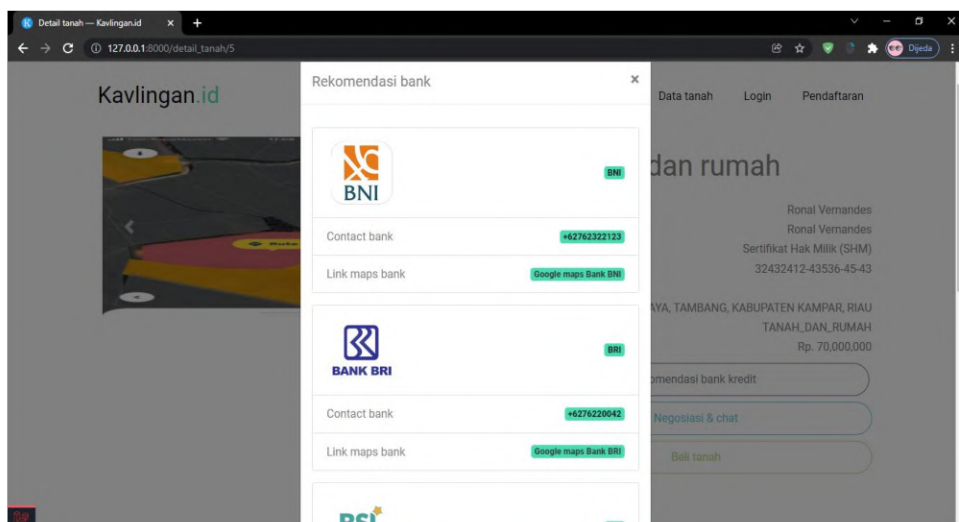 Detail tanah — Kavlingan.id
127.0.0.1:8000/detail_tanah/5
Dijeda
Kavlingan.id
Data tanah Login Pendaftaran
Rekomendasi bank
BNI
BNI
Contact bank +62762322123
Link maps bank Google maps Bank BNI
BANK BRI
BRI
Contact bank +6276220042
Link maps bank Google maps Bank BRI
BSI
dan rumah
Ronal Vernandes
Ronal Vernandes
Sertifikat Hak Milik (SHM)
32432412-43536-45-43
TAMBANG, KABUPATEN KAMPAR, RIAU
TANAH_DAN_RUMAH
Rp. 70,000,000
bank kredit
Negosiasi & chat
Beli tanah